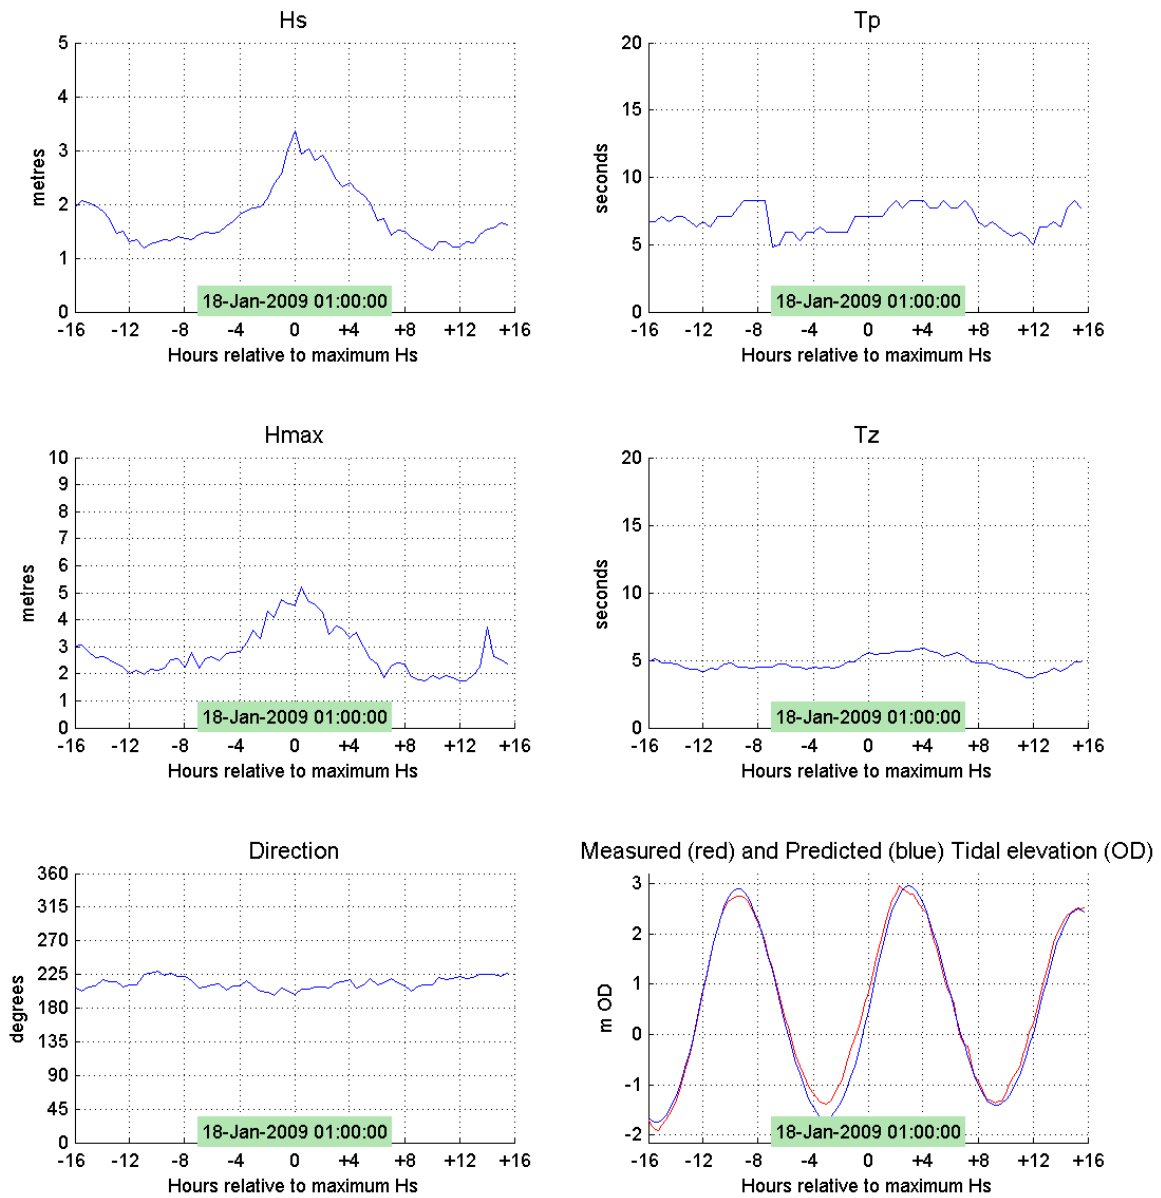 Hs
5
4
3
2
1
0
metres
18-Jan-2009 01:00:00
-16 -12 -8 -4 0 +4 +8 +12 +16
Hours relative to maximum Hs
Tp
20
15
10
5
0
seconds
18-Jan-2009 01:00:00
-16 -12 -8 -4 0 +4 +8 +12 +16
Hours relative to maximum Hs
Hmax
10
9
8
7
6
5
4
3
2
1
0
metres
18-Jan-2009 01:00:00
-16 -12 -8 -4 0 +4 +8 +12 +16
Hours relative to maximum Hs
Tz
20
15
10
5
0
seconds
18-Jan-2009 01:00:00
-16 -12 -8 -4 0 +4 +8 +12 +16
Hours relative to maximum Hs
Direction
360
315
270
225
180
135
90
45
0
degrees
18-Jan-2009 01:00:00
-16 -12 -8 -4 0 +4 +8 +12 +16
Hours relative to maximum Hs
Measured (red) and Predicted (blue) Tidal elevation (OD)
3
2
1
0
-1
-2
m OD
18-Jan-2009 01:00:00
-16 -12 -8 -4 0 +4 +8 +12 +16
Hours relative to maximum Hs